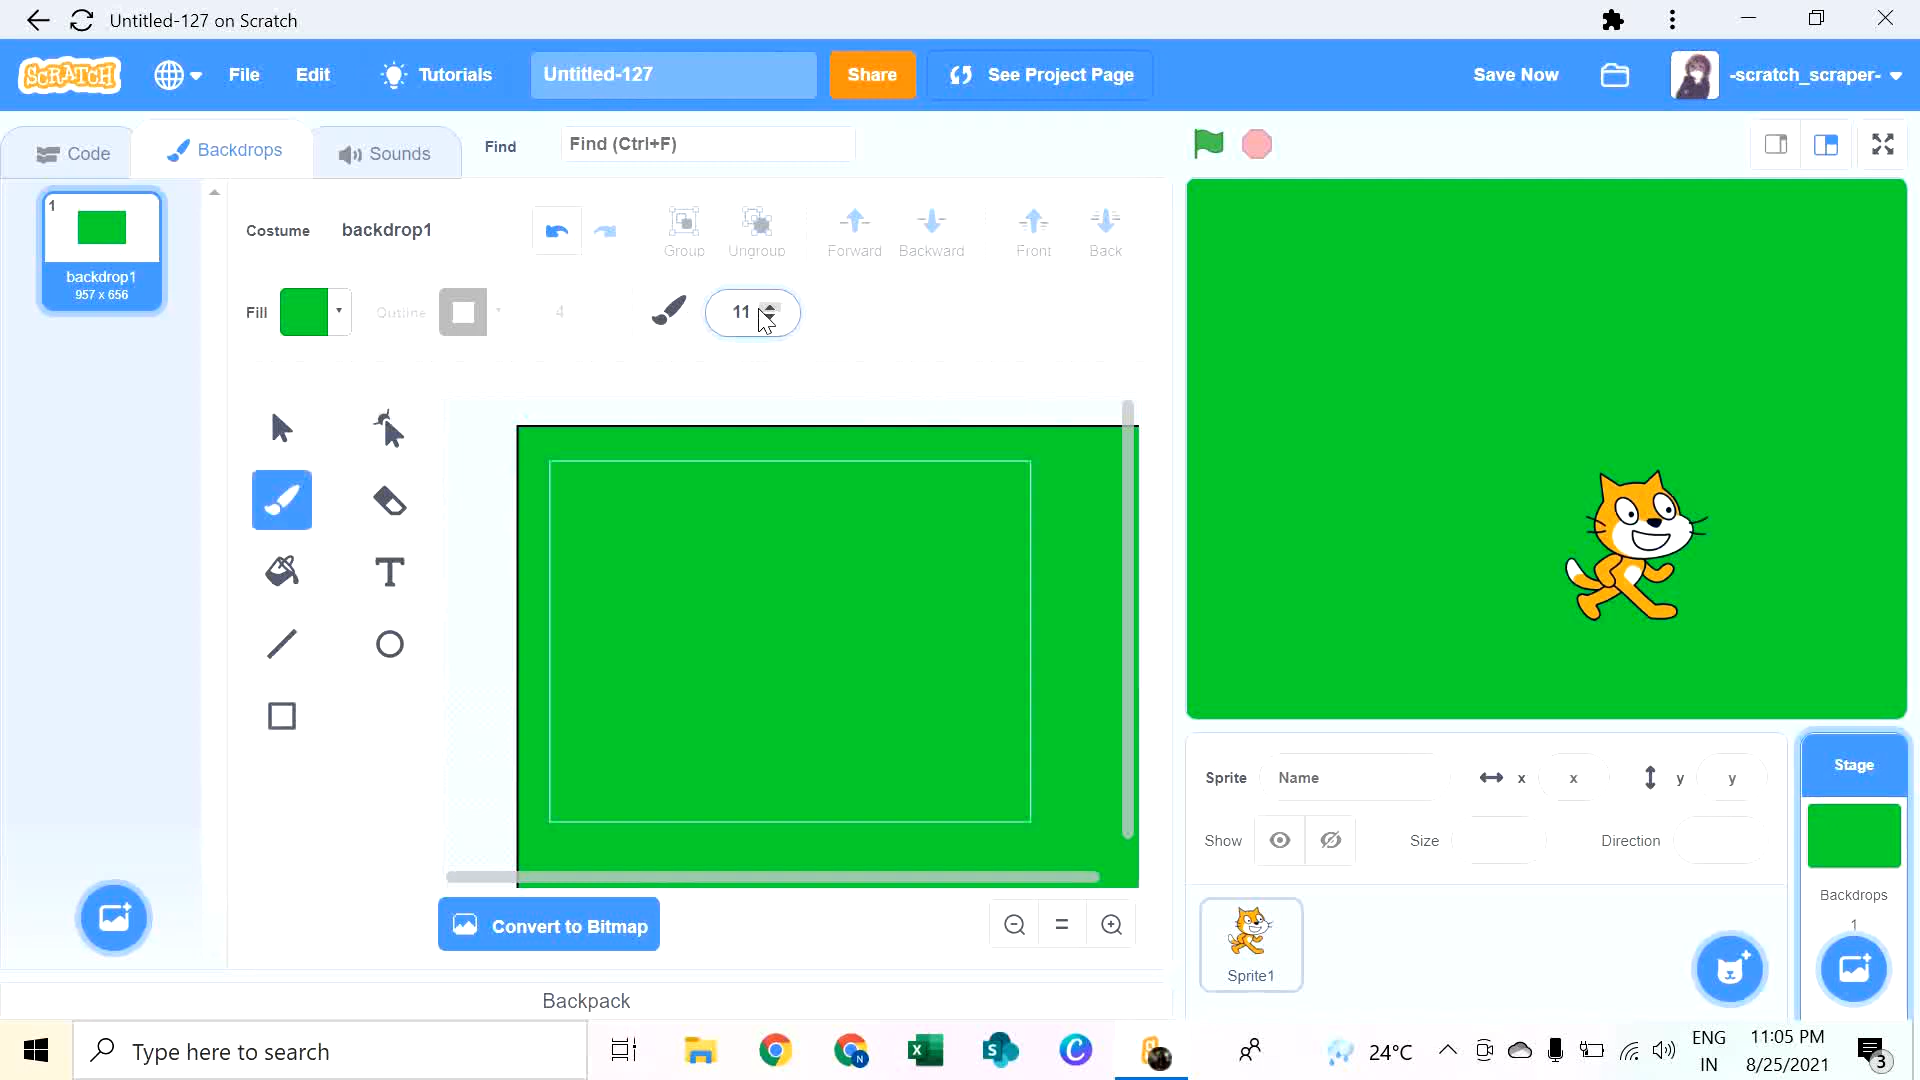 Untitled-127 on Scratch
SCRATCH
File
Edit
Tutorials
Untitled-127
Share
See Project Page
Save Now
-scratch_scraper-
Code
Backdrops
Sounds
Find
Find (Ctrl+F)
1
backdrop1
957 x 656
Costume
backdrop1
Group
Ungroup
Forward
Backward
Front
Back
Fill
Outline
4
11
T
Convert to Bitmap
Backpack
Sprite
Name
x
x
y
y
Show
Size
Direction
Sprite1
Stage
Backdrops
1
Type here to search
24°C
ENG
IN
11:05 PM
8/25/2021
3